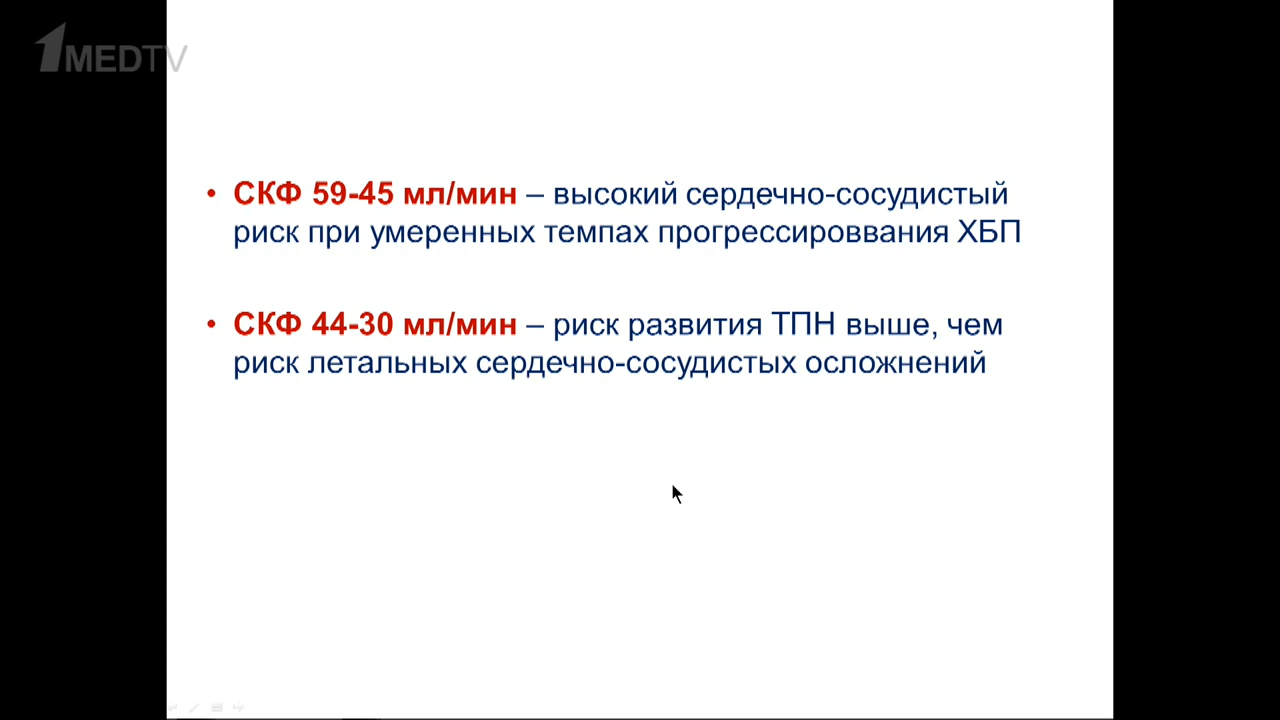 1MEDTV
• СКФ 59-45 мл/мин – высокий сердечно-сосудистый
риск при умеренных темпах прогрессироввания ХБП
• СКФ 44-30 мл/мин – риск развития ТПН выше, чем
риск летальных сердечно-сосудистых осложнений